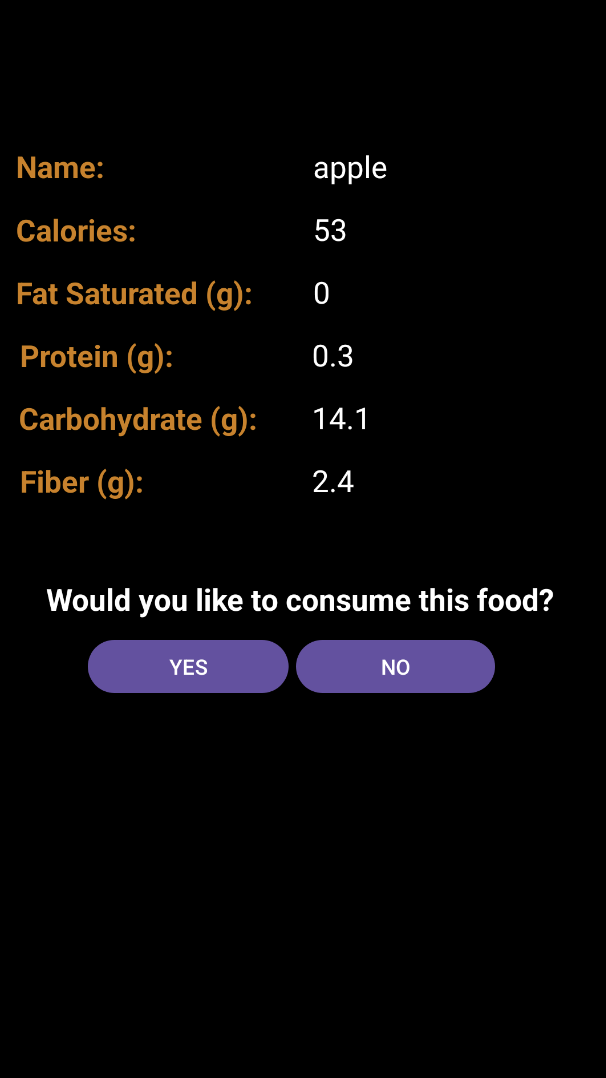 Name: apple
Calories: 53
Fat Saturated (g): 0
Protein (g): 0.3
Carbohydrate (g): 14.1
Fiber (g): 2.4
Would you like to consume this food?
YES NO